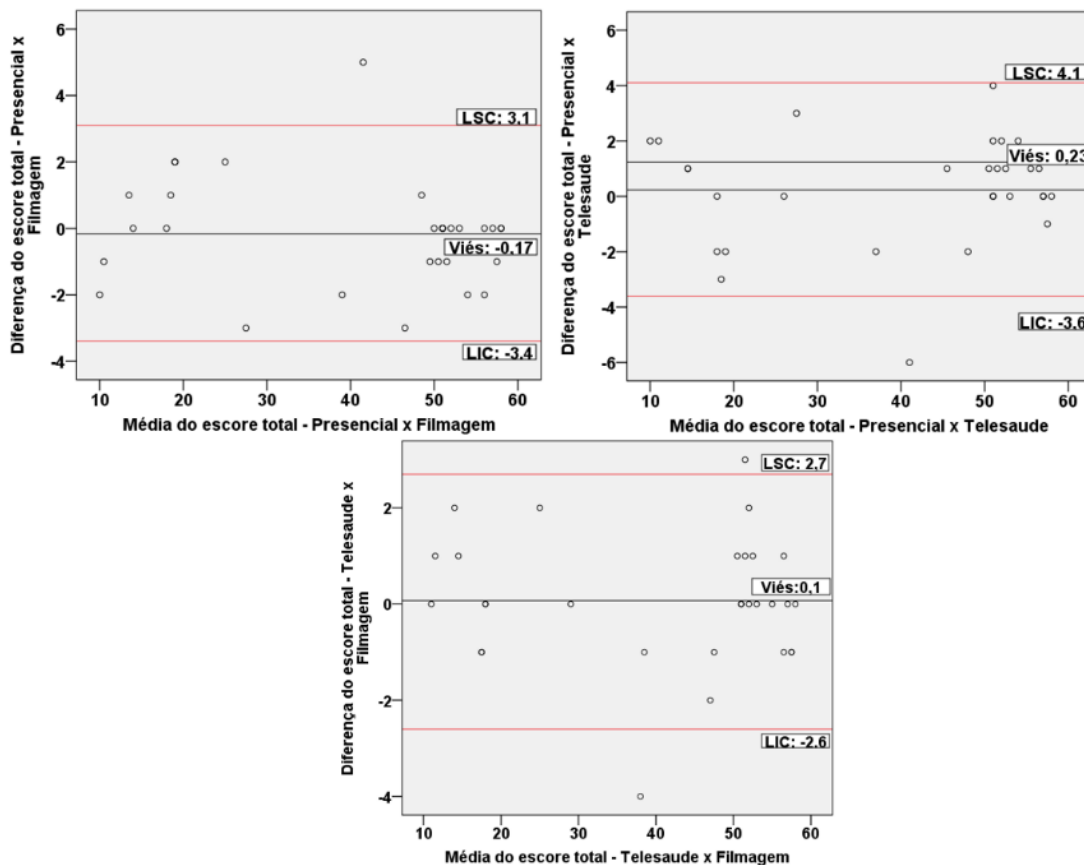 6
4
2
0
-2
-4
LSC: 3,1
Viés: -0,17
LIC: -3,4
10 20 30 40 50 60
Diferença do escore total - Presencial x
Filmagem
Média do escore total - Presencial x Filmagem
6
4
2
0
-2
-4
-6
LSC: 4,1
Viés: 0,23
LIC: -3,6
10 20 30 40 50 60
Diferença do escore total - Presencial x
Telesaude
Média do escore total - Presencial x Telesaude
2
0
-2
-4
LSC: 2,7
Viés:0,1
LIC: -2,6
10 20 30 40 50 60
Diferença do escore total - Telesaude x
Filmagem
Média do escore total - Telesaude x Filmagem